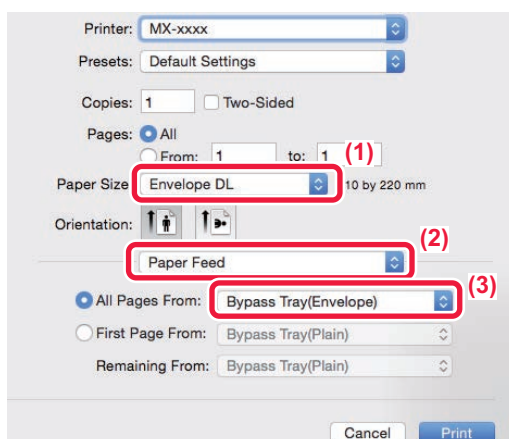 Printer: MX-xxxx
Presets: Default Settings
Copies: 1 Two-Sided
Pages: All
From: 1 to: 1 (1)
Paper Size Envelope DL 10 by 220 mm
Orientation:
(2)
Paper Feed
(3)
All Pages From: Bypass Tray(Envelope)
First Page From: Bypass Tray(Plain)
Remaining From: Bypass Tray(Plain)
Cancel Print